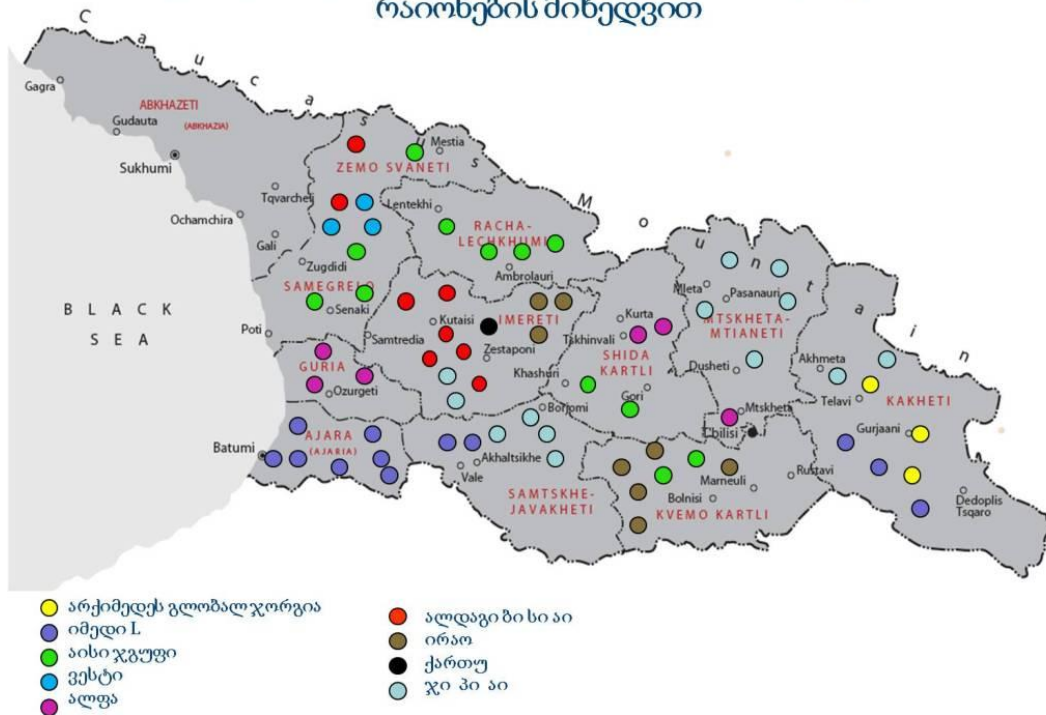 რაიონების მიხედვით
Caucasus Mountain
Gagra
ABKHAZETI
(ABKHAZIA)
Gudauta
Sukhumi
Mestia
ZEMO SVANETI
Tqvarcheli
Lentekhi
Ochamchira
RACHA-
LECHKHUMI
Gali
Zugdidi
Ambrolauri
Mleta
Pasanauri
SAMEGRELO
Senaki
BLACK
SEA
Kutaisi
IMERETI
Kurta
MTSKHETA-
MTIANETI
Poti
Samtredia
Tskhinvali
Zestaponi
SHIDA
KARTLI
Akhmeta
GURIA
Khashuri
Dusheti
Ozurgeti
Gori
Telavi
KAKHETI
Borjomi
Mtskheta
Tbilisi
Gurjaani
AJARA
(AJARIA)
Batumi
Akhaltsikhe
Vale
Rustavi
Marneuli
SAMTSKHE-
JAVAKHETI
Bolnisi
KVEMO KARTLI
Dedoplis
Tsqaro
არქიმედეს გლობალ ჯორგია
იმედი L
აისი ჯგუფი
ვესტი
ალფა
ალდაგი ბი სი აი
ირაო
ქართუ
ჯი პი აი